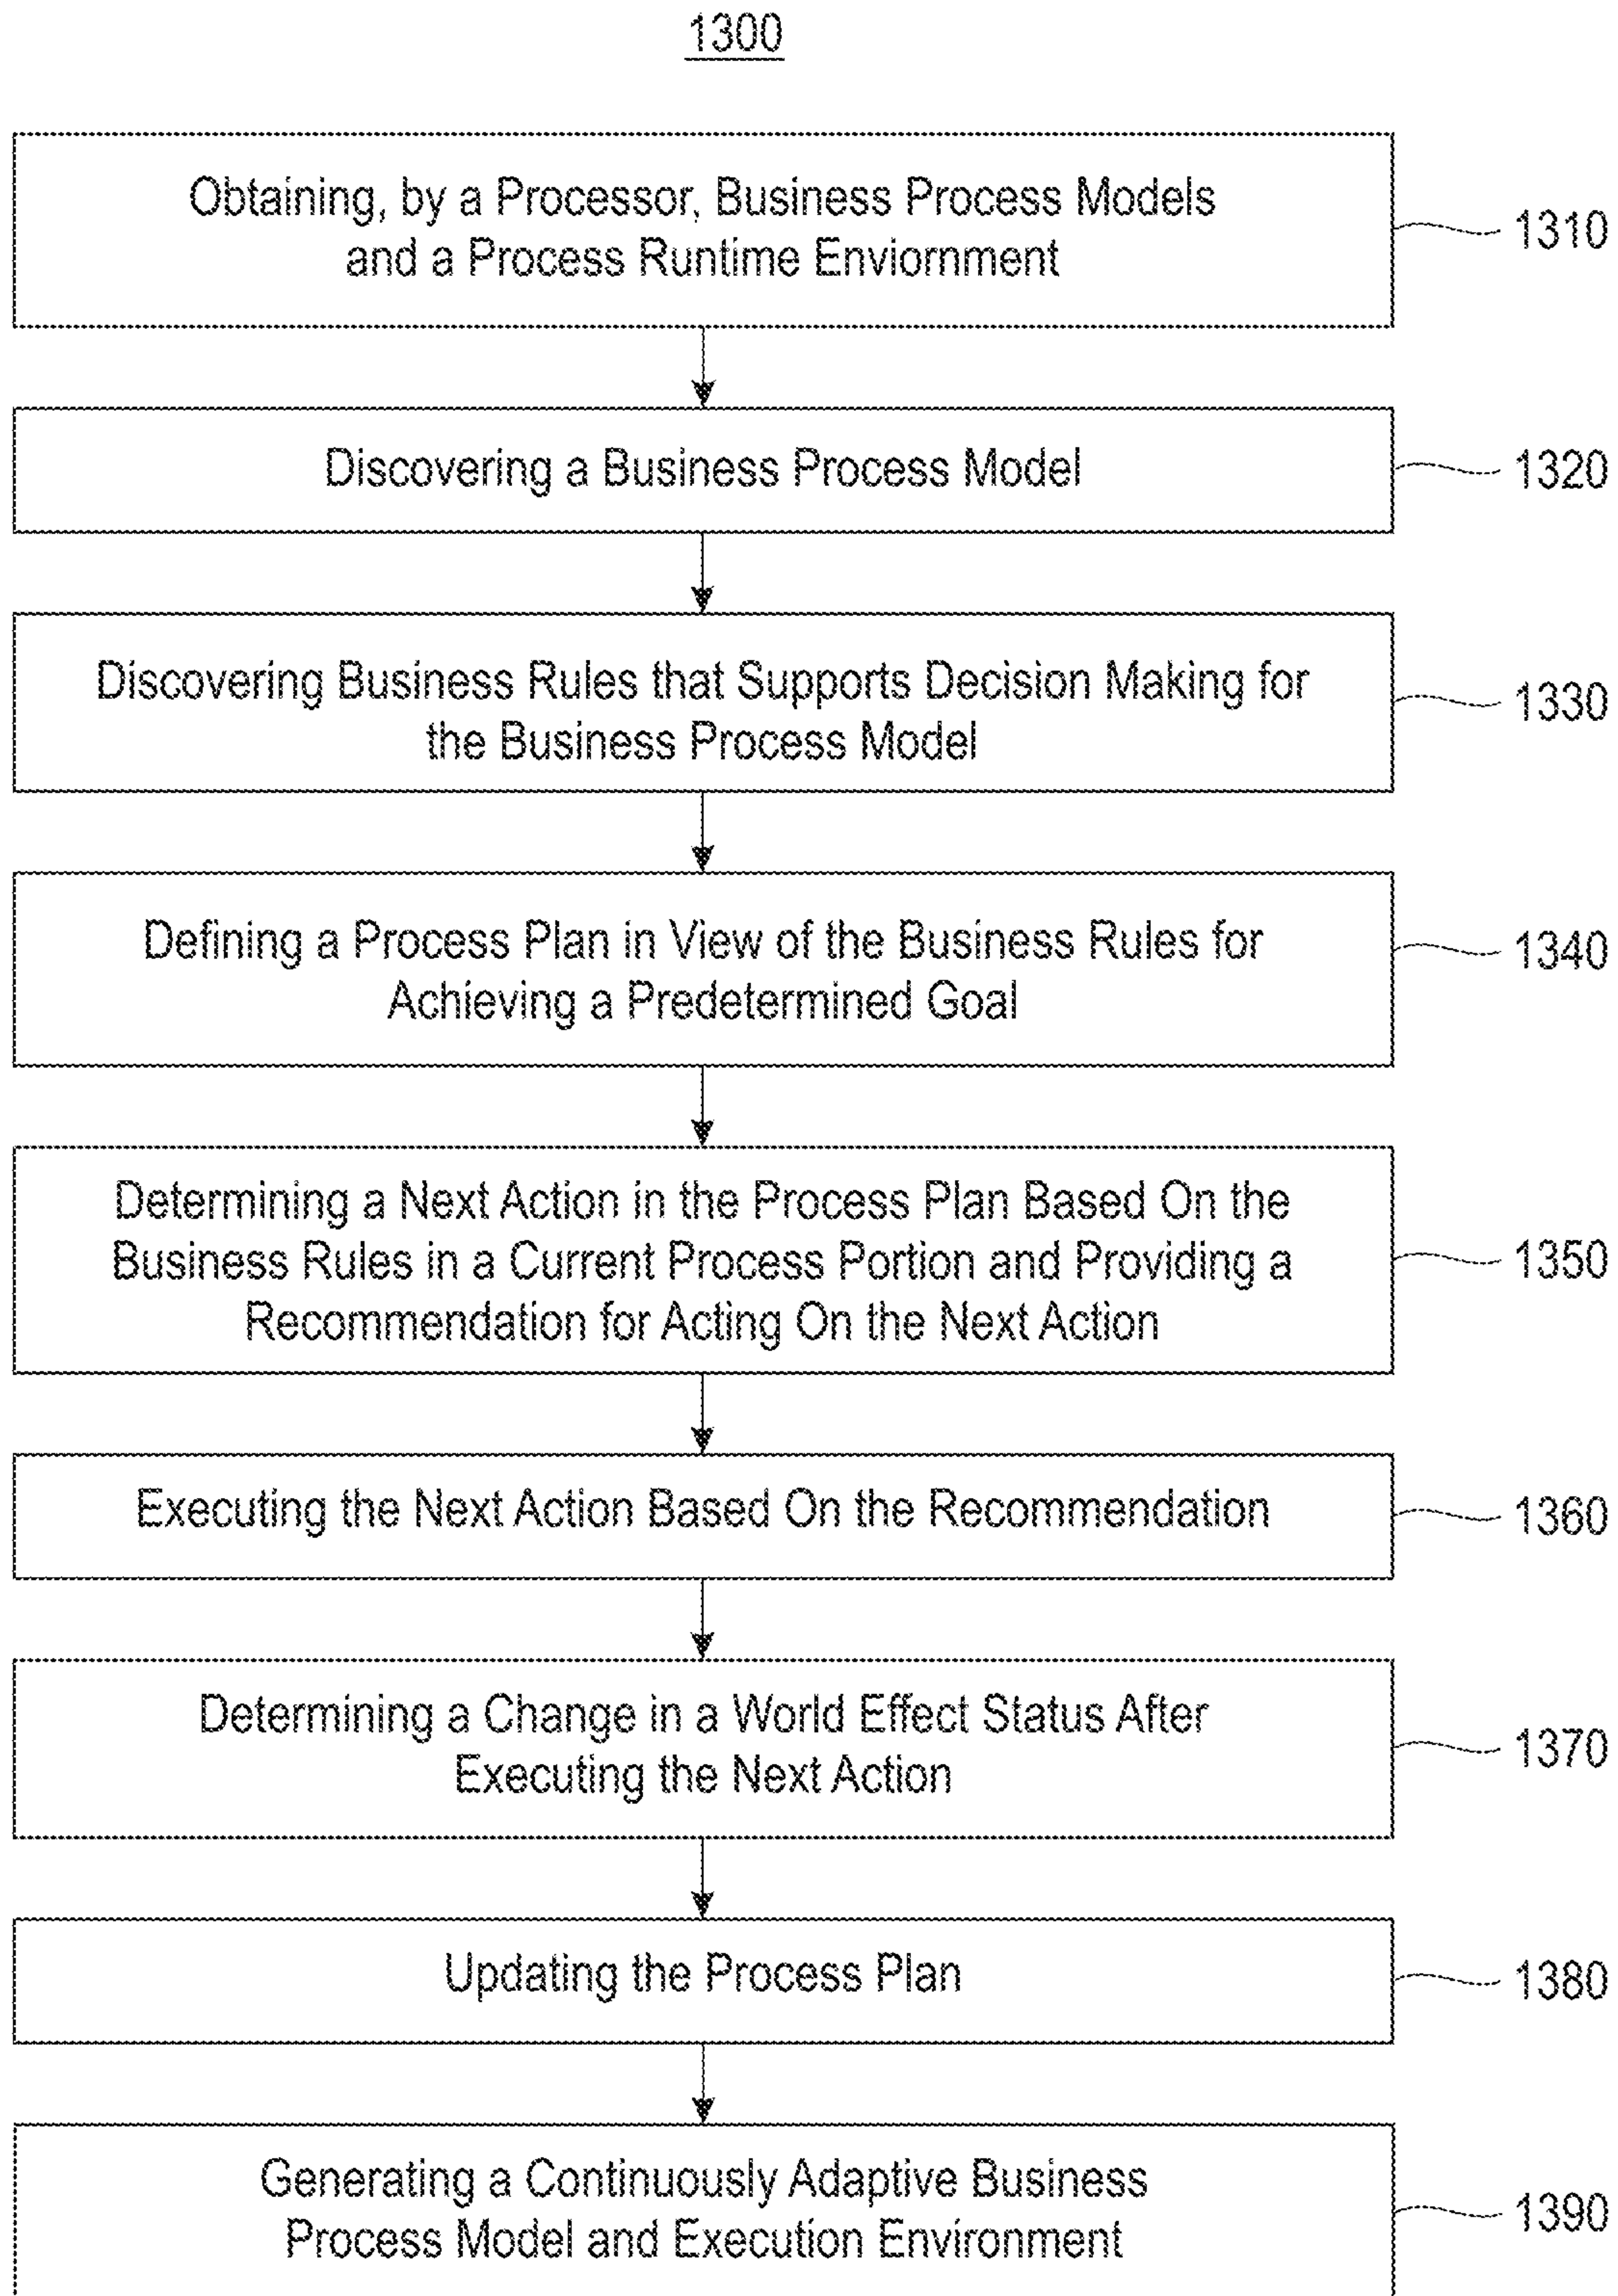 1300
Obtaining, by a Processor, Business Process Models
and a Process Runtime Enviornment
1310
Discovering a Business Process Model
1320
Discovering Business Rules that Supports Decision Making for
the Business Process Model
1330
Defining a Process Plan in View of the Business Rules for
Achieving a Predetermined Goal
1340
Determining a Next Action in the Process Plan Based On the
Business Rules in a Current Process Portion and Providing a
Recommendation for Acting On the Next Action
1350
Executing the Next Action Based On the Recommendation
1360
Determining a Change in a World Effect Status After
Executing the Next Action
1370
Updating the Process Plan
1380
Generating a Continuously Adaptive Business
Process Model and Execution Environment
1390